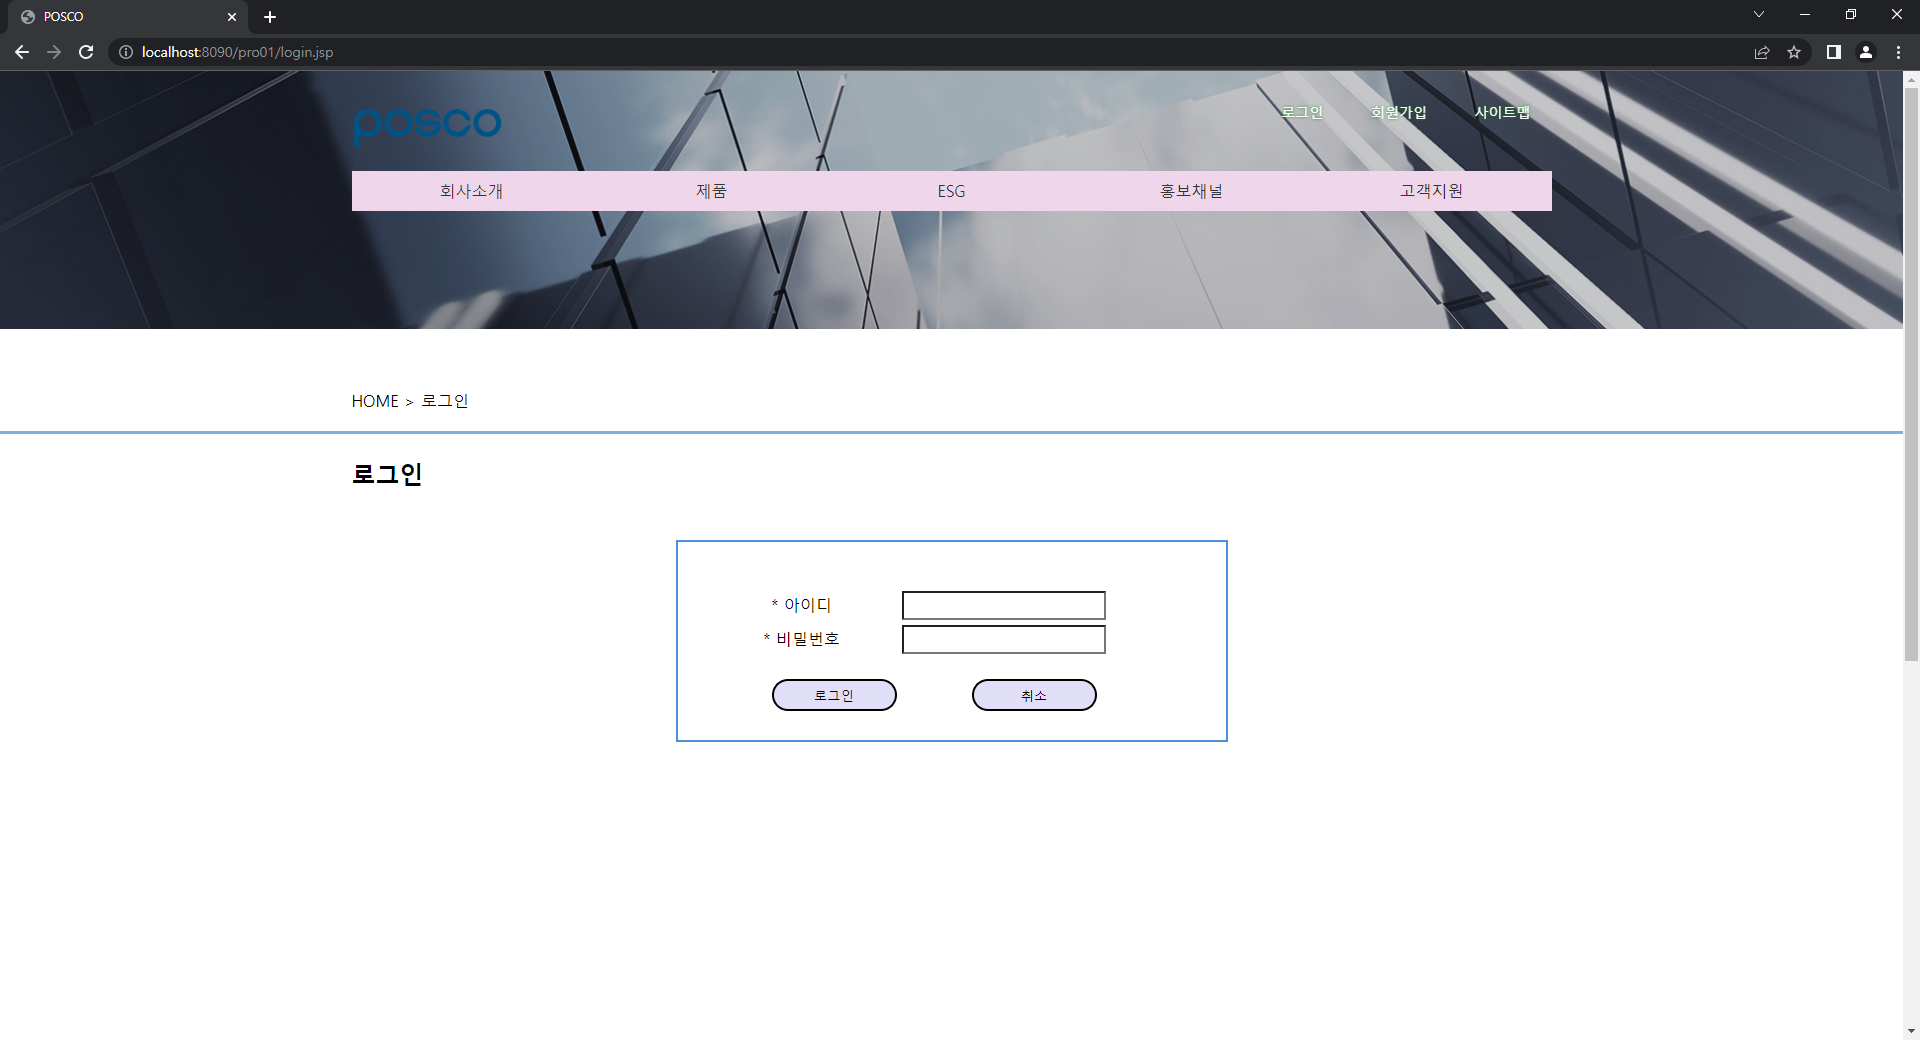 POSCO
localhost:8090/pro01/login.jsp
posco
로그인 회원가입 사이트맵
회사소개 제품 ESG 홍보채널 고객지원
HOME > 로그인
로그인
* 아이디
* 비밀번호
로그인 취소